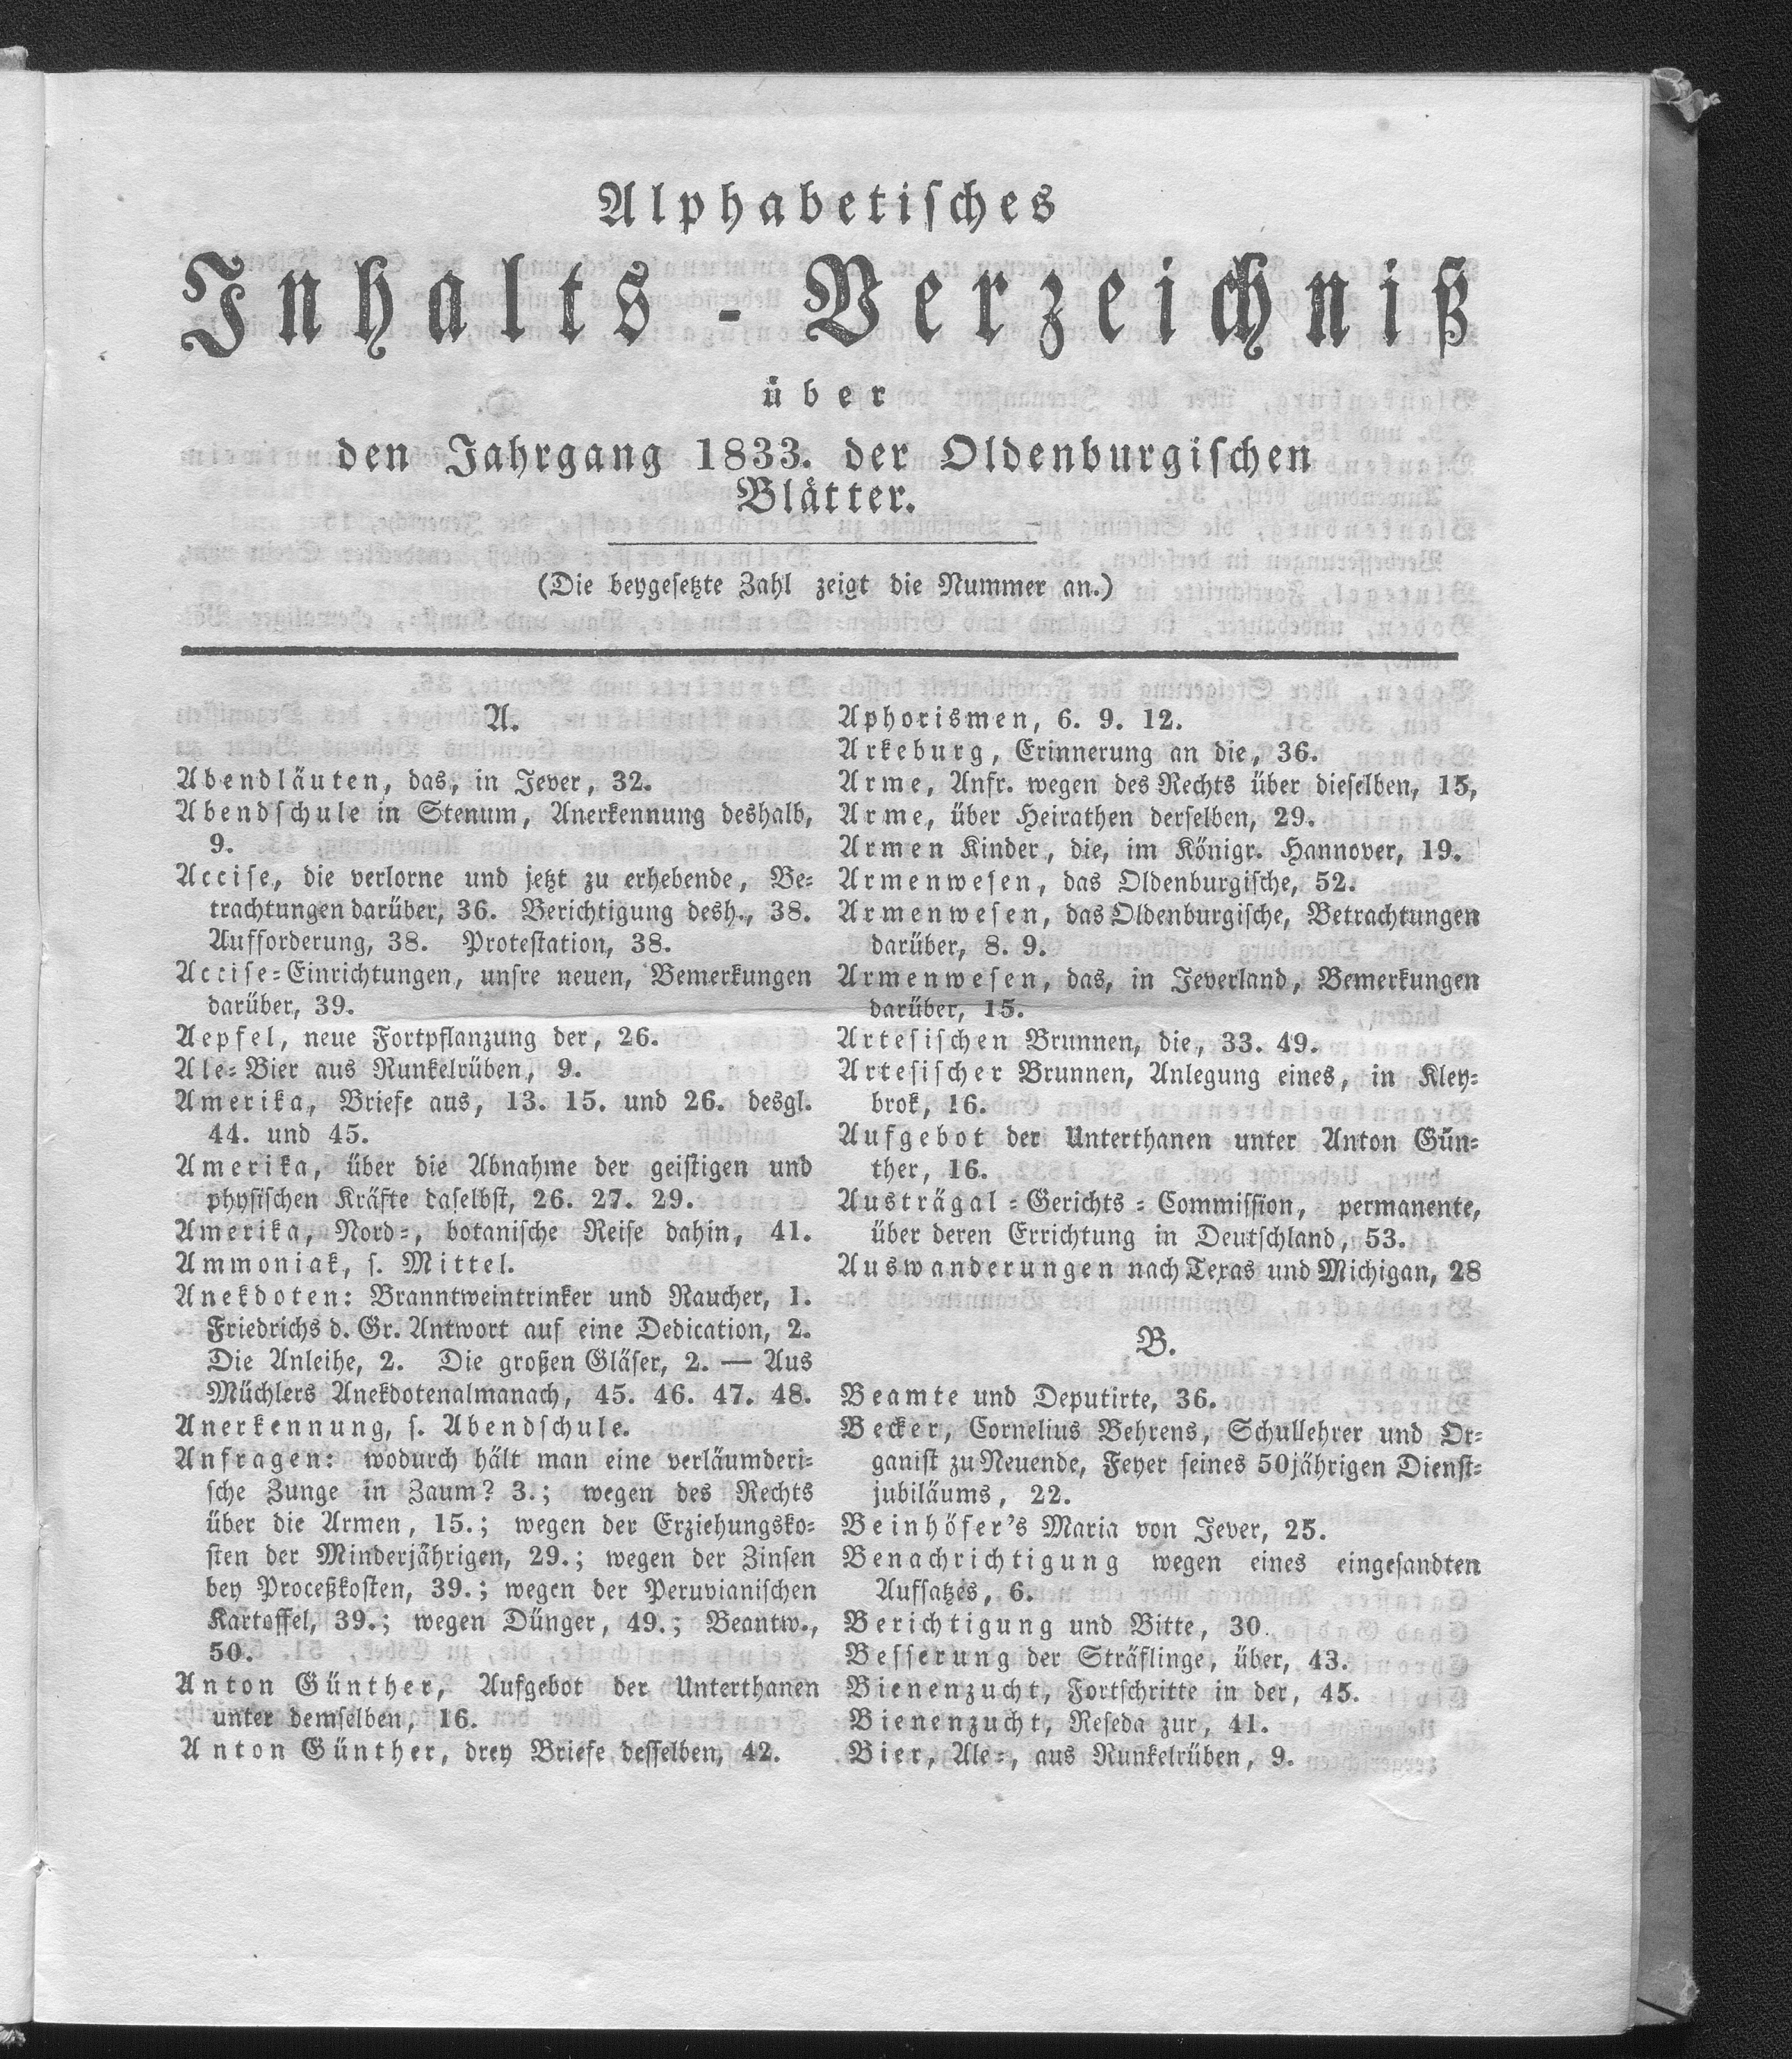 Alphabetisches
Inhalts-Verzeichniß
über
den Jahrgang 1833. der Oldenburgischen
Blätter.
(Die beygesetzte Zahl zeigt die Nummer an.)
A.
Abendläuten, das, in Jever, 32.
Abendschule in Stenum, Anerkennung deshalb,
9.
Accise, die verlorne und jetzt zu erhebende, Be-
trachtungen darüber, 36. Berichtigung desh., 38.
Aufforderung, 38. Protestation, 38.
Accise-Einrichtungen, unsre neuen, Bemerkungen
darüber, 39.
Aepfel, neue Fortpflanzung der, 26.
Ale-Bier aus Runkelrüben, 9.
Amerika, Briefe aus, 13. 15. und 26. desgl.
44. und 45.
Amerika, über die Abnahme der geistigen und
physischen Kräfte daselbst, 26. 27. 29.
Amerika, Nord-, botanische Reise dahin, 41.
Ammoniak, s. Mittel.
Anekdoten: Branntweintrinker und Raucher, 1.
Friedrichs d. Gr. Antwort auf eine Dedication, 2.
Die Anleihe, 2. Die großen Gläser, 2. — Aus
Müchlers Anekdotenalmanach, 45. 46. 47. 48.
Anerkennung, s. Abendschule.
Anfragen: wodurch hält man eine verläumderi-
sche Zunge in Zaum? 3.; wegen des Rechts
über die Armen, 15.; wegen der Erziehungsko-
sten der Minderjährigen, 29.; wegen der Zinsen
bey Proceßkosten, 39.; wegen der Peruvianischen
Kartoffel, 39.; wegen Dünger, 49.; Beantw.,
50.
Anton Günther, Aufgebot der Unterthanen
unter demselben, 16.
Anton Günther, drey Briefe desselben, 42.
Aphorismen, 6. 9. 12.
Arkeburg, Erinnerung an die, 36.
Arme, Anfr. wegen des Rechts über dieselben, 15,
Arme, über Heirathen derselben, 29.
Armen Kinder, die, im Königr. Hannover, 19.
Armenwesen, das Oldenburgische, 52.
Armenwesen, das Oldenburgische, Betrachtungen
darüber, 8. 9.
Armenwesen, das, in Jeverland, Bemerkungen
darüber, 15.
Artesischen Brunnen, die, 33. 49.
Artesischer Brunnen, Anlegung eines, in Kley-
brok, 16.
Aufgebot der Unterthanen unter Anton Gün-
ther, 16.
Austrägal-Gerichts-Commission, permanente,
über deren Errichtung in Deutschland, 53.
Auswanderungen nach Texas und Michigan, 28
B.
Beamte und Deputirte, 36.
Becker, Cornelius Behrens, Schullehrer und Or-
ganist zu Neuende, Feyer seines 50jährigen Dienst-
jubiläums, 22.
Beinhöfer's Maria von Jever, 25.
Benachrichtigung wegen eines eingesandten
Aufsatzes, 6.
Berichtigung und Bitte, 30.
Besserung der Sträflinge, über, 43.
Bienenzucht, Fortschritte in der, 45.
Bienenzucht, Reseda zur, 41.
Bier, Ale-, aus Runkelrüben, 9.